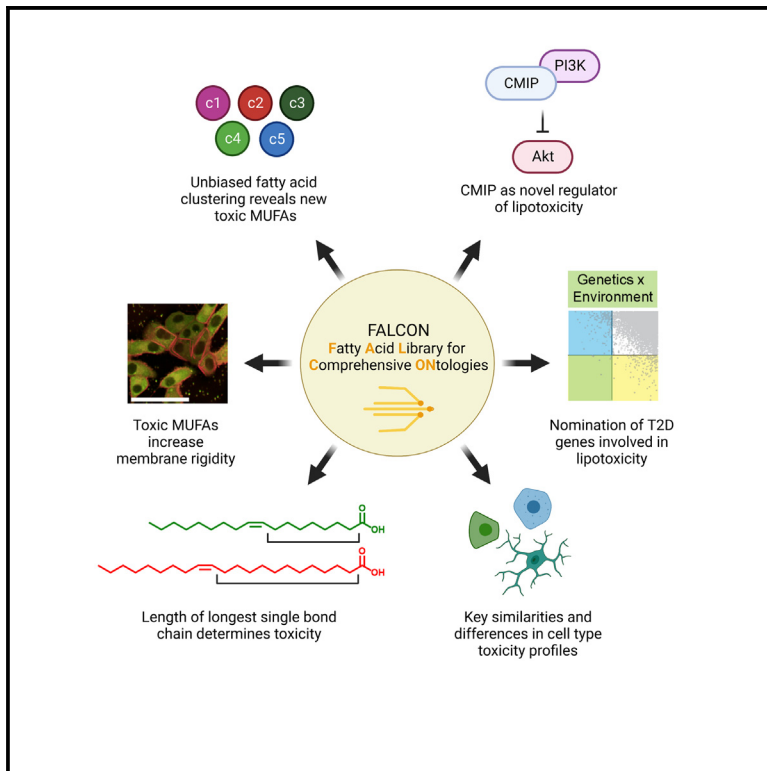 c1 c2 c3
c4 c5
Unbiased fatty acid
clustering reveals new
toxic MUFAs
PI3K
CMIP
Akt
CMIP as novel regulator
of lipotoxicity
FALCON
Fatty Acid Library for
Comprehensive ONtologies
Genetics x
Environment
Nomination of T2D
genes involved in
lipotoxicity
Toxic MUFAs
increase
membrane rigidity
O
OH
O
OH
Length of longest single bond
chain determines toxicity
Key similarities and
differences in cell type
toxicity profiles